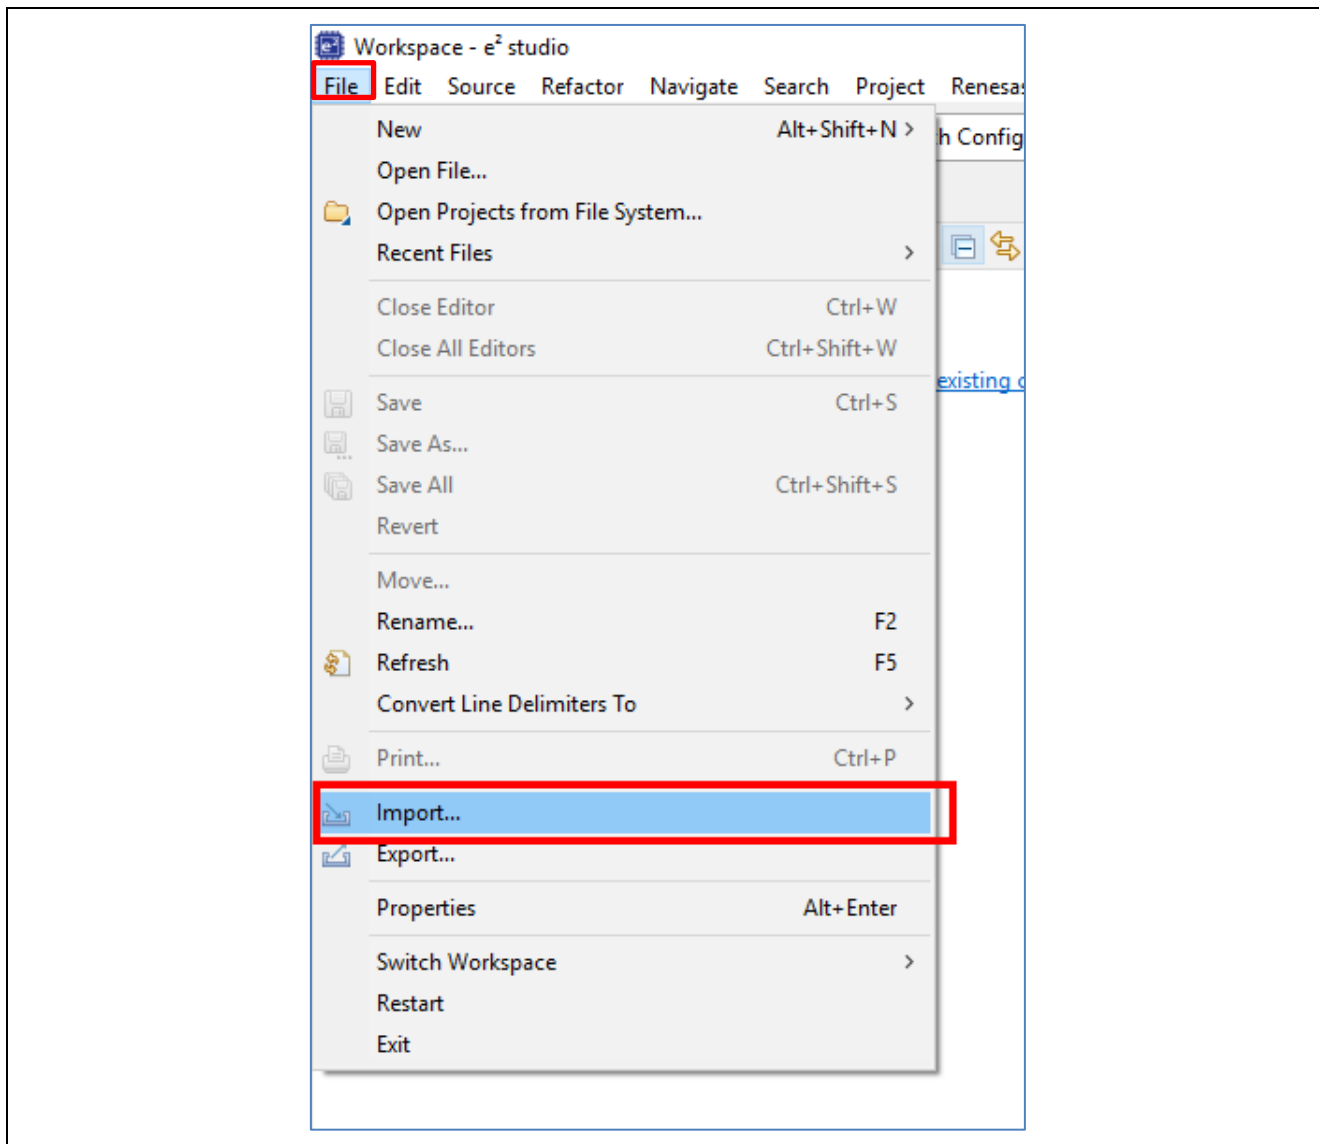 Workspace - e² studio
File Edit Source Refactor Navigate Search Project Renesas
New Alt+Shift+N >
h Config
Open File...
Open Projects from File System...
Recent Files >
Close Editor Ctrl+W
Close All Editors Ctrl+Shift+W
existing
Save Ctrl+S
Save As...
Save All Ctrl+Shift+S
Revert
Move...
Rename... F2
Refresh F5
Convert Line Delimiters To >
Print... Ctrl+P
Import...
Export...
Properties Alt+Enter
Switch Workspace >
Restart
Exit